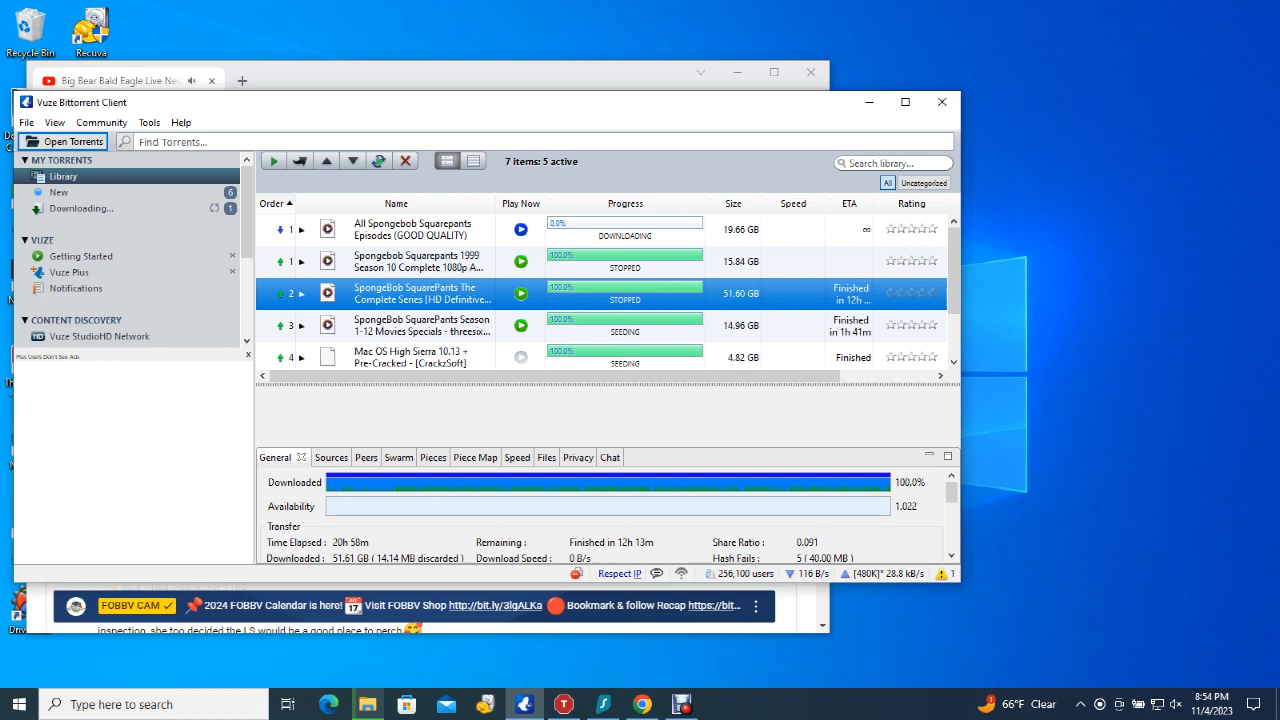 Recycle Bin
Recuva
Big Bear Bald Eagle Live Nes
Vuze Bittorrent Client
File View Community Tools Help
Open Torrents
Find Torrents...
MY TORRENTS
Library
New 6
Downloading... 1
VUZE
Getting Started
Vuze Plus
Notifications
CONTENT DISCOVERY
Vuze StudioHD Network
Plus Users Don't See Ads
7 items: 5 active
Search library...
All Uncategorized
Order Name Play Now Progress Size Speed ETA Rating
1 All Spongebob Squarepants Episodes (GOOD QUALITY) 0.0% DOWNLOADING 19.66 GB ∞
1 Spongebob Squarepants 1999 Season 10 Complete 1080p A... 100.0% STOPPED 15.84 GB
2 SpongeBob SquarePants The Complete Series [HD Definitive... 100.0% STOPPED 51.60 GB Finished in 12h ...
3 SpongeBob SquarePants Season 1-12 Movies Specials - threesix... 100.0% SEEDING 14.96 GB Finished in 1h 41m
4 Mac OS High Sierra 10.13 + Pre-Cracked - [CrackzSoft] 100.0% SEEDING 4.82 GB Finished
General Sources Peers Swarm Pieces Piece Map Speed Files Privacy Chat
Downloaded 100.0%
Availability 1.022
Transfer
Time Elapsed : 20h 58m Remaining : Finished in 12h 13m Share Ratio : 0.091
Downloaded : 51.61 GB ( 14.14 MB discarded ) Download Speed : 0 B/s Hash Fails : 5 ( 40.00 MB )
Respect IP 256,100 users 116 B/s [480K]* 28.8 kB/s 1
FOBBV CAM 📌 2024 FOBBV Calendar is here! Visit FOBBV Shop http://bit.ly/3lgALKa 🔴 Bookmark & follow Recap https://bit...
inspection, she too decided the LS would be a good place to perch
Type here to search
66°F Clear
8:54 PM
11/4/2023